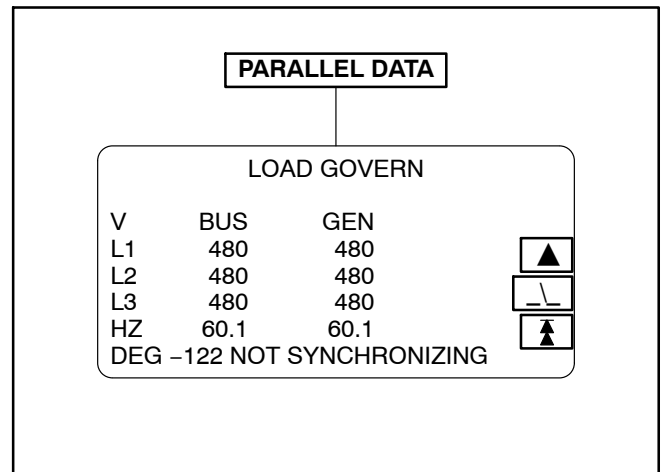 PARALLEL DATA
LOAD GOVERN
V BUS GEN
L1 480 480
L2 480 480
L3 480 480
HZ 60.1 60.1
DEG −122 NOT SYNCHRONIZING